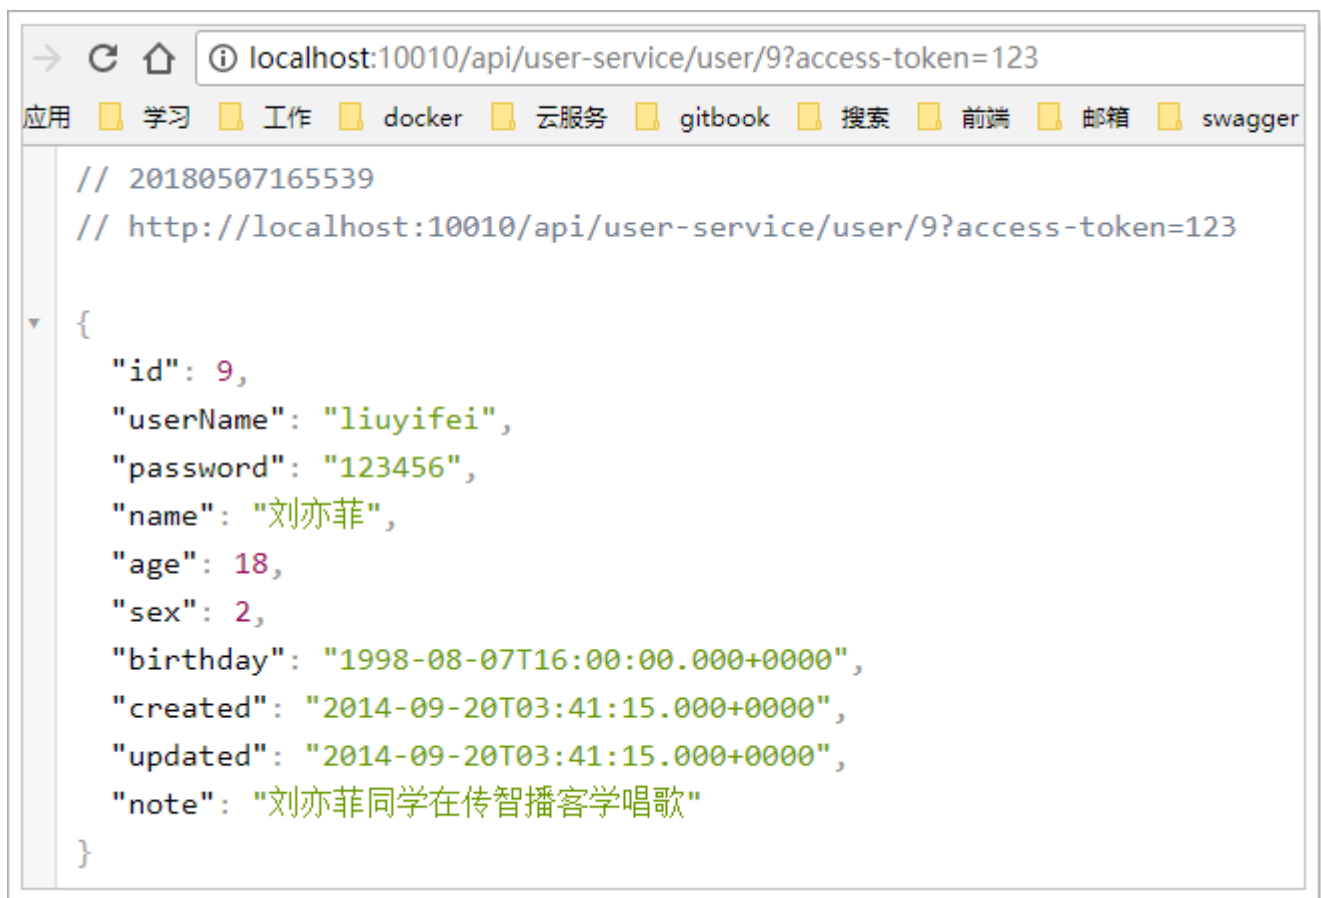 localhost:10010/api/user-service/user/9?access-token=123
应用 学习 工作 docker 云服务 gitbook 搜索 前端 邮箱 swagger
// 20180507165539
// http://localhost:10010/api/user-service/user/9?access-token=123
{
"id": 9,
"userName": "liuyifei",
"password": "123456",
"name": "刘亦菲",
"age": 18,
"sex": 2,
"birthday": "1998-08-07T16:00:00.000+0000",
"created": "2014-09-20T03:41:15.000+0000",
"updated": "2014-09-20T03:41:15.000+0000",
"note": "刘亦菲同学在传智播客学唱歌"
}